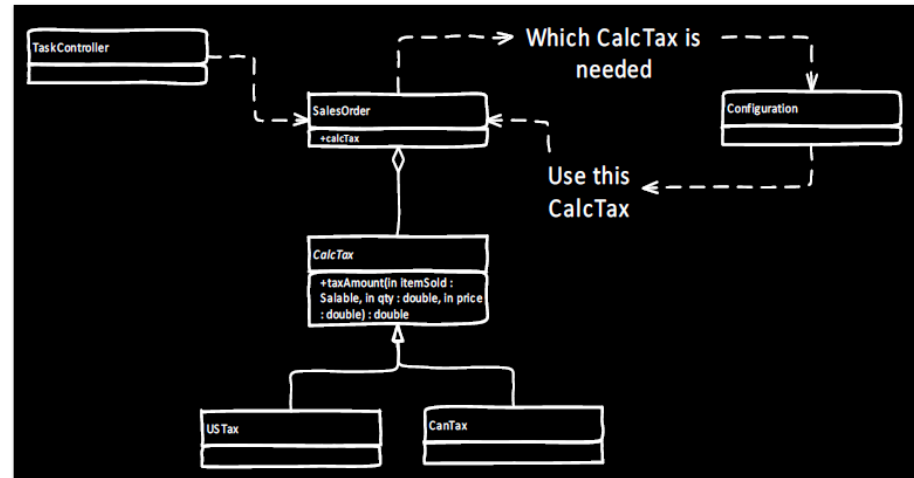 TaskController
Which CalcTax is
needed
SalesOrder
+calcTax
Configuration
Use this
CalcTax
CalcTax
+taxAmount(in itemSold :
Salable, in qty : double, in price
: double) : double
USTax
CanTax